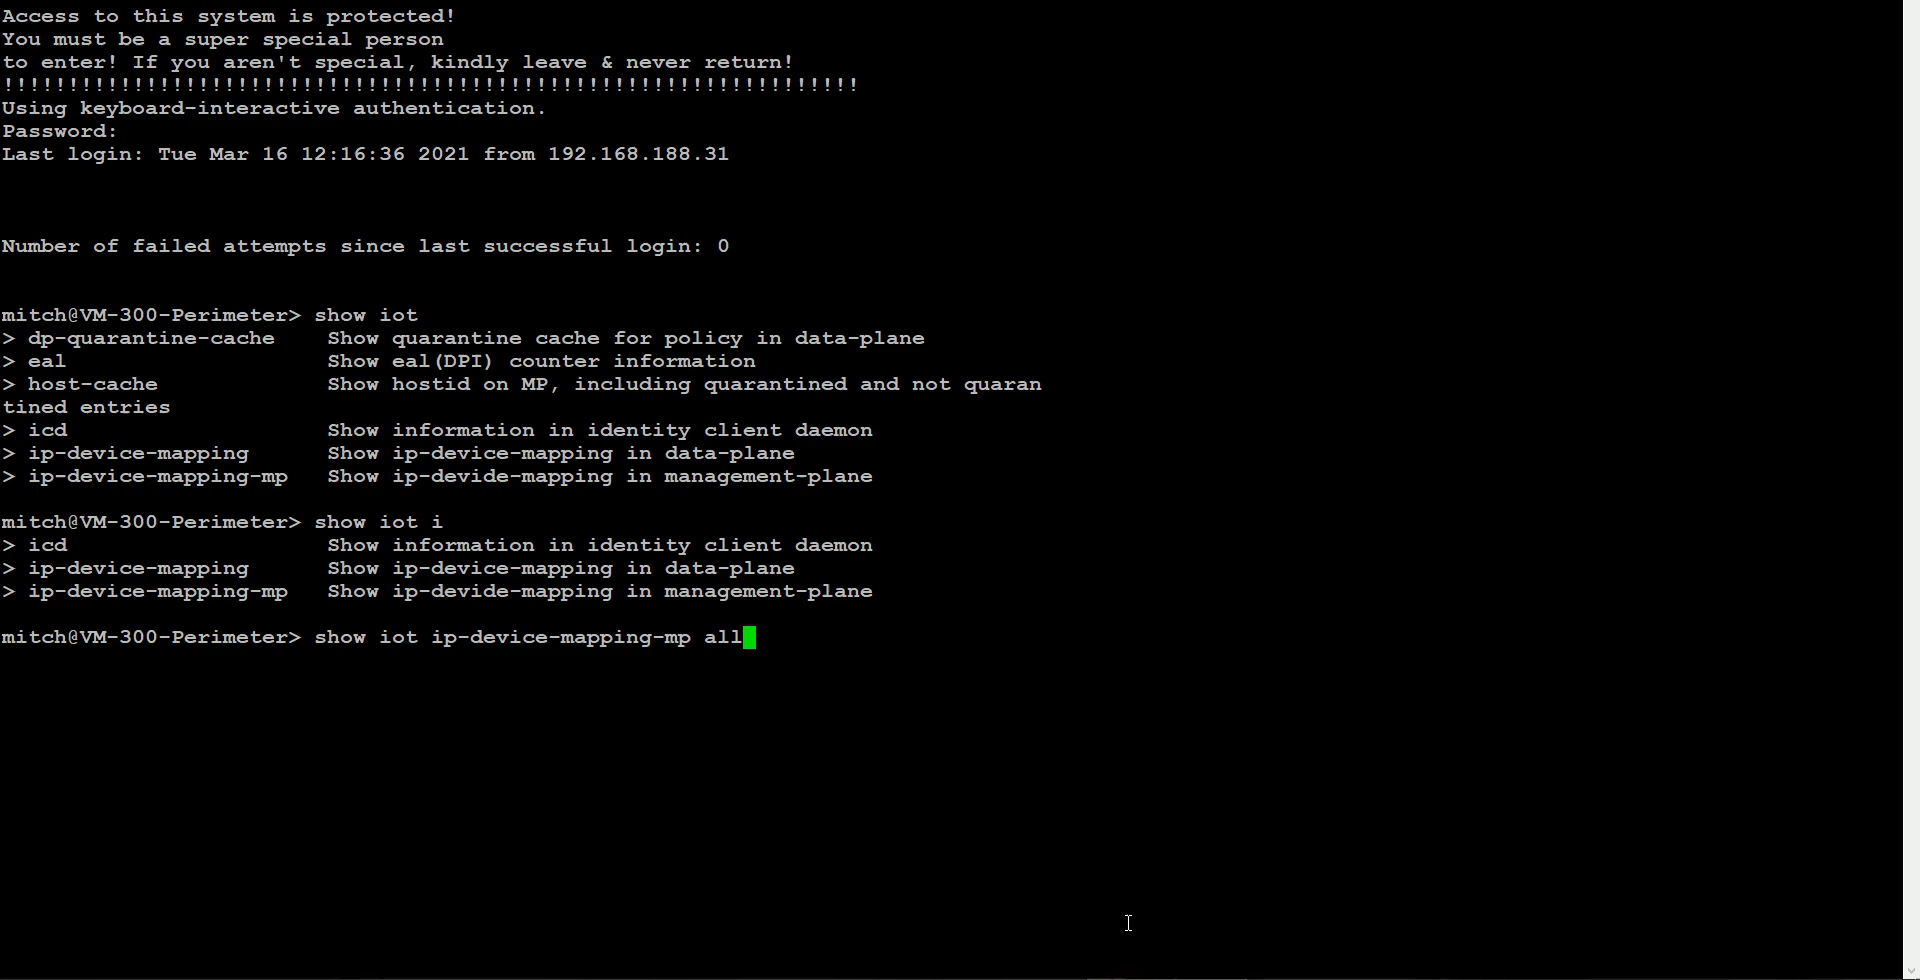 Access to this system is protected!
You must be a super special person
to enter! If you aren't special, kindly leave & never return!
!!!!!!!!!!!!!!!!!!!!!!!!!!!!!!!!!!!!!!!!!!!!!!!!!!!!!!!!!!!!!!!!!!
Using keyboard-interactive authentication.
Password:
Last login: Tue Mar 16 12:16:36 2021 from 192.168.188.31
Number of failed attempts since last successful login: 0
mitch@VM-300-Perimeter> show iot
> dp-quarantine-cache    Show quarantine cache for policy in data-plane
> eal                    Show eal(DPI) counter information
> host-cache             Show hostid on MP, including quarantined and not quaran
tined entries
> icd                    Show information in identity client daemon
> ip-device-mapping      Show ip-device-mapping in data-plane
> ip-device-mapping-mp   Show ip-devide-mapping in management-plane
mitch@VM-300-Perimeter> show iot i
> icd                    Show information in identity client daemon
> ip-device-mapping      Show ip-device-mapping in data-plane
> ip-device-mapping-mp   Show ip-devide-mapping in management-plane
mitch@VM-300-Perimeter> show iot ip-device-mapping-mp all